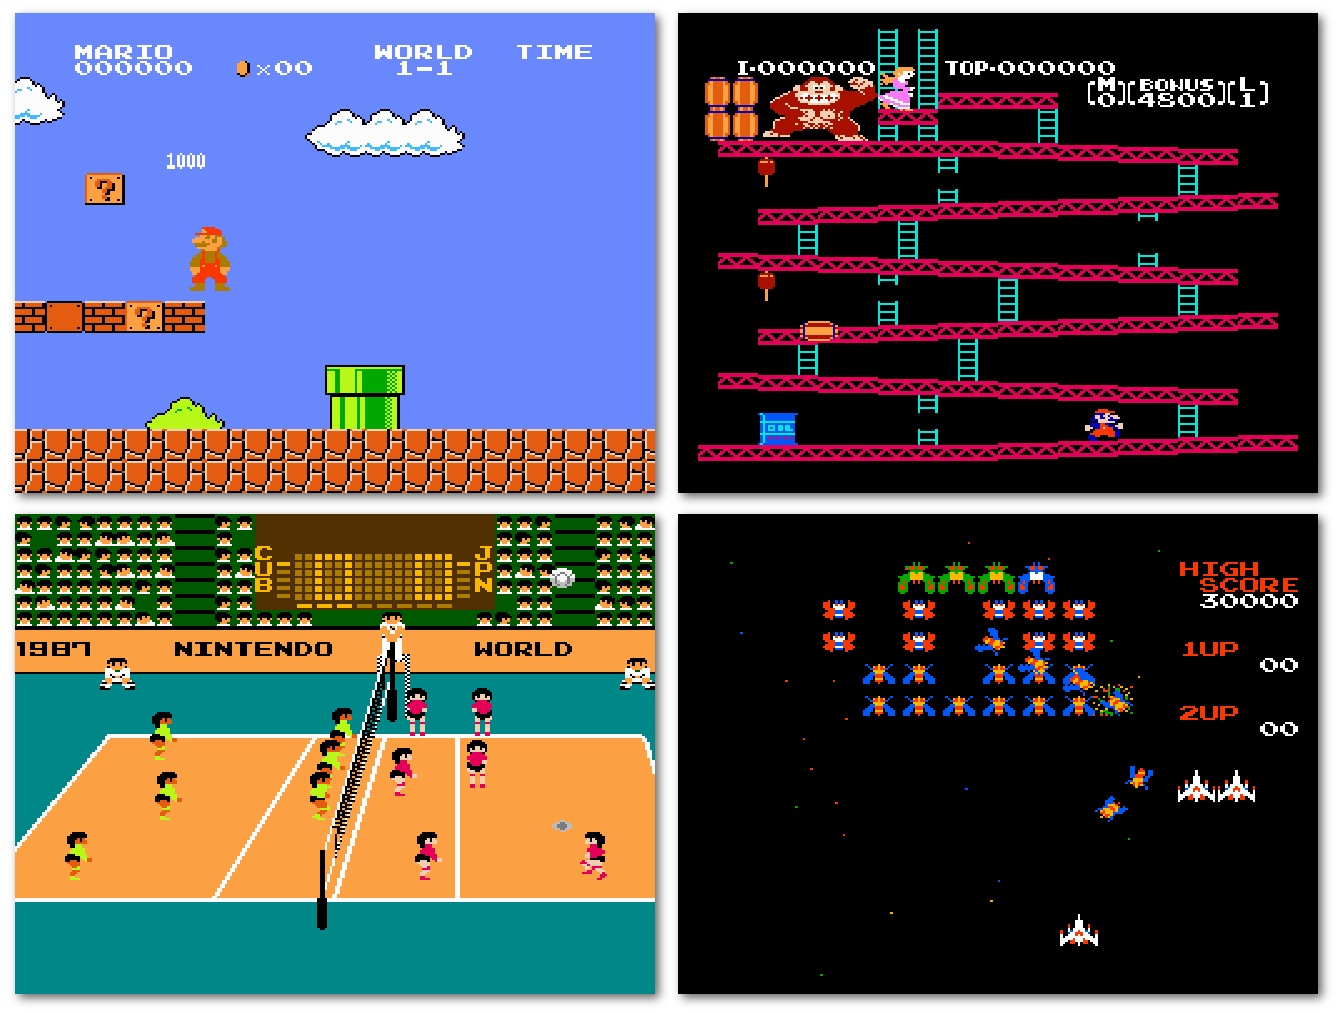 MARIO WORLD TIME
000000 ×00 1-1
1000
?
?
I-000000 TOP-000000
M BONUS L
0 4800 1
OIL
CUB JPN
1987 NINTENDO WORLD
HIGH
SCORE
30000
1UP
00
2UP
00